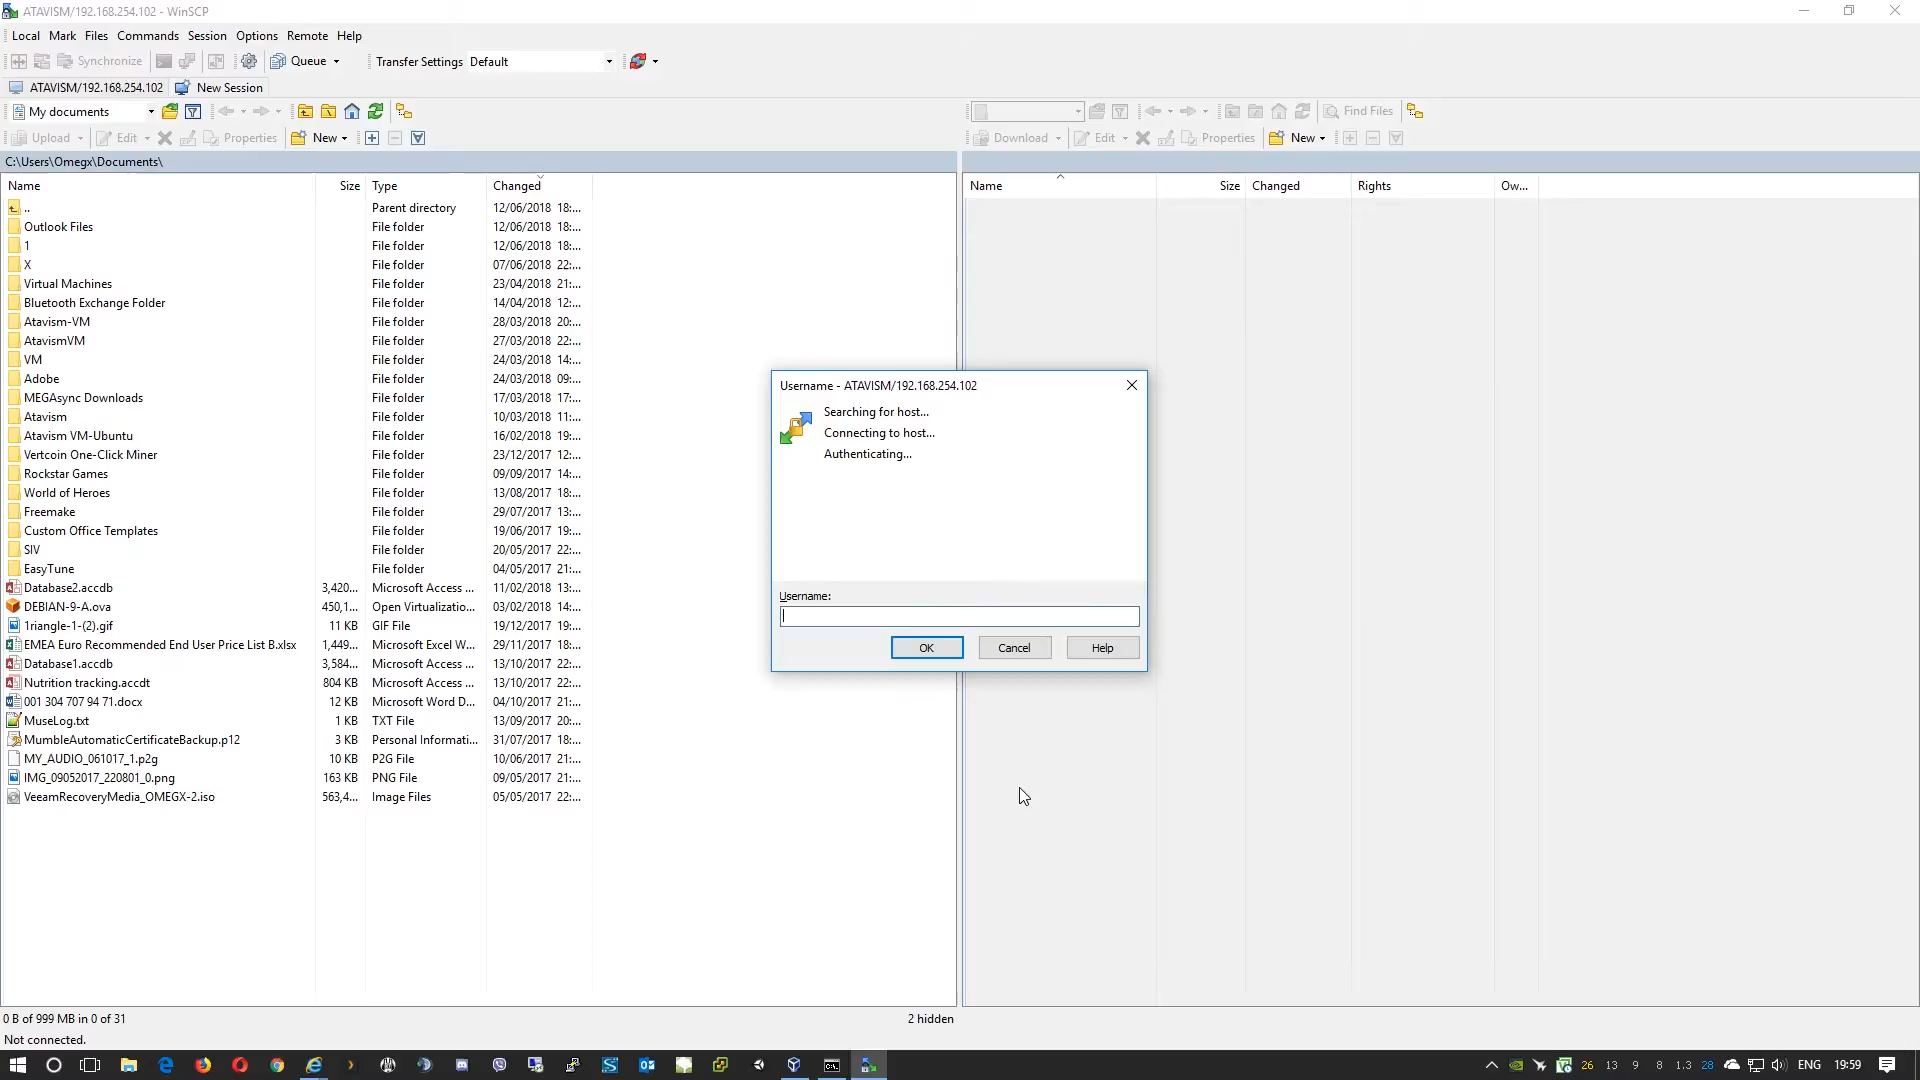 ATAVISM/192.168.254.102 - WinSCP
Local Mark Files Commands Session Options Remote Help
Synchronize Queue Transfer Settings Default
ATAVISM/192.168.254.102 New Session
My documents Find Files
Upload Edit Properties New Download Edit Properties New
C:\Users\Omegx\Documents\
Name Size Type Changed Name Size Changed Rights Ow...
.. Parent directory 12/06/2018 18:...
Outlook Files File folder 12/06/2018 18:...
1 File folder 12/06/2018 18:...
X File folder 07/06/2018 22:...
Virtual Machines File folder 23/04/2018 21:...
Bluetooth Exchange Folder File folder 14/04/2018 12:...
Atavism-VM File folder 28/03/2018 20:...
AtavismVM File folder 27/03/2018 22:...
VM File folder 24/03/2018 14:...
Adobe File folder 24/03/2018 09:...
MEGAsync Downloads File folder 17/03/2018 17:...
Atavism File folder 10/03/2018 11:...
Atavism VM-Ubuntu File folder 16/02/2018 19:...
Vertcoin One-Click Miner File folder 23/12/2017 12:...
Rockstar Games File folder 09/09/2017 14:...
World of Heroes File folder 13/08/2017 18:...
Freemake File folder 29/07/2017 13:...
Custom Office Templates File folder 19/06/2017 19:...
SIV File folder 20/05/2017 22:...
EasyTune File folder 04/05/2017 21:...
Database2.accdb 3,420... Microsoft Access ... 11/02/2018 13:...
DEBIAN-9-A.ova 450,1... Open Virtualizatio... 03/02/2018 14:...
1riangle-1-(2).gif 11 KB GIF File 19/12/2017 19:...
EMEA Euro Recommended End User Price List B.xlsx 1,449... Microsoft Excel W... 29/11/2017 18:...
Database1.accdb 3,584... Microsoft Access ... 13/10/2017 22:...
Nutrition tracking.accdt 804 KB Microsoft Access ... 13/10/2017 22:...
001 304 707 94 71.docx 12 KB Microsoft Word D... 04/10/2017 21:...
MuseLog.txt 1 KB TXT File 13/09/2017 20:...
MumbleAutomaticCertificateBackup.p12 3 KB Personal Informati... 31/07/2017 18:...
MY_AUDIO_061017_1.p2g 10 KB P2G File 10/06/2017 21:...
IMG_09052017_220801_0.png 163 KB PNG File 09/05/2017 21:...
VeeamRecoveryMedia_OMEGX-2.iso 563,4... Image Files 05/05/2017 22:...
Username - ATAVISM/192.168.254.102
Searching for host...
Connecting to host...
Authenticating...
Username:
OK Cancel Help
0 B of 999 MB in 0 of 31 2 hidden
Not connected.
26 13 9 8 1.3 28 ENG 19:59